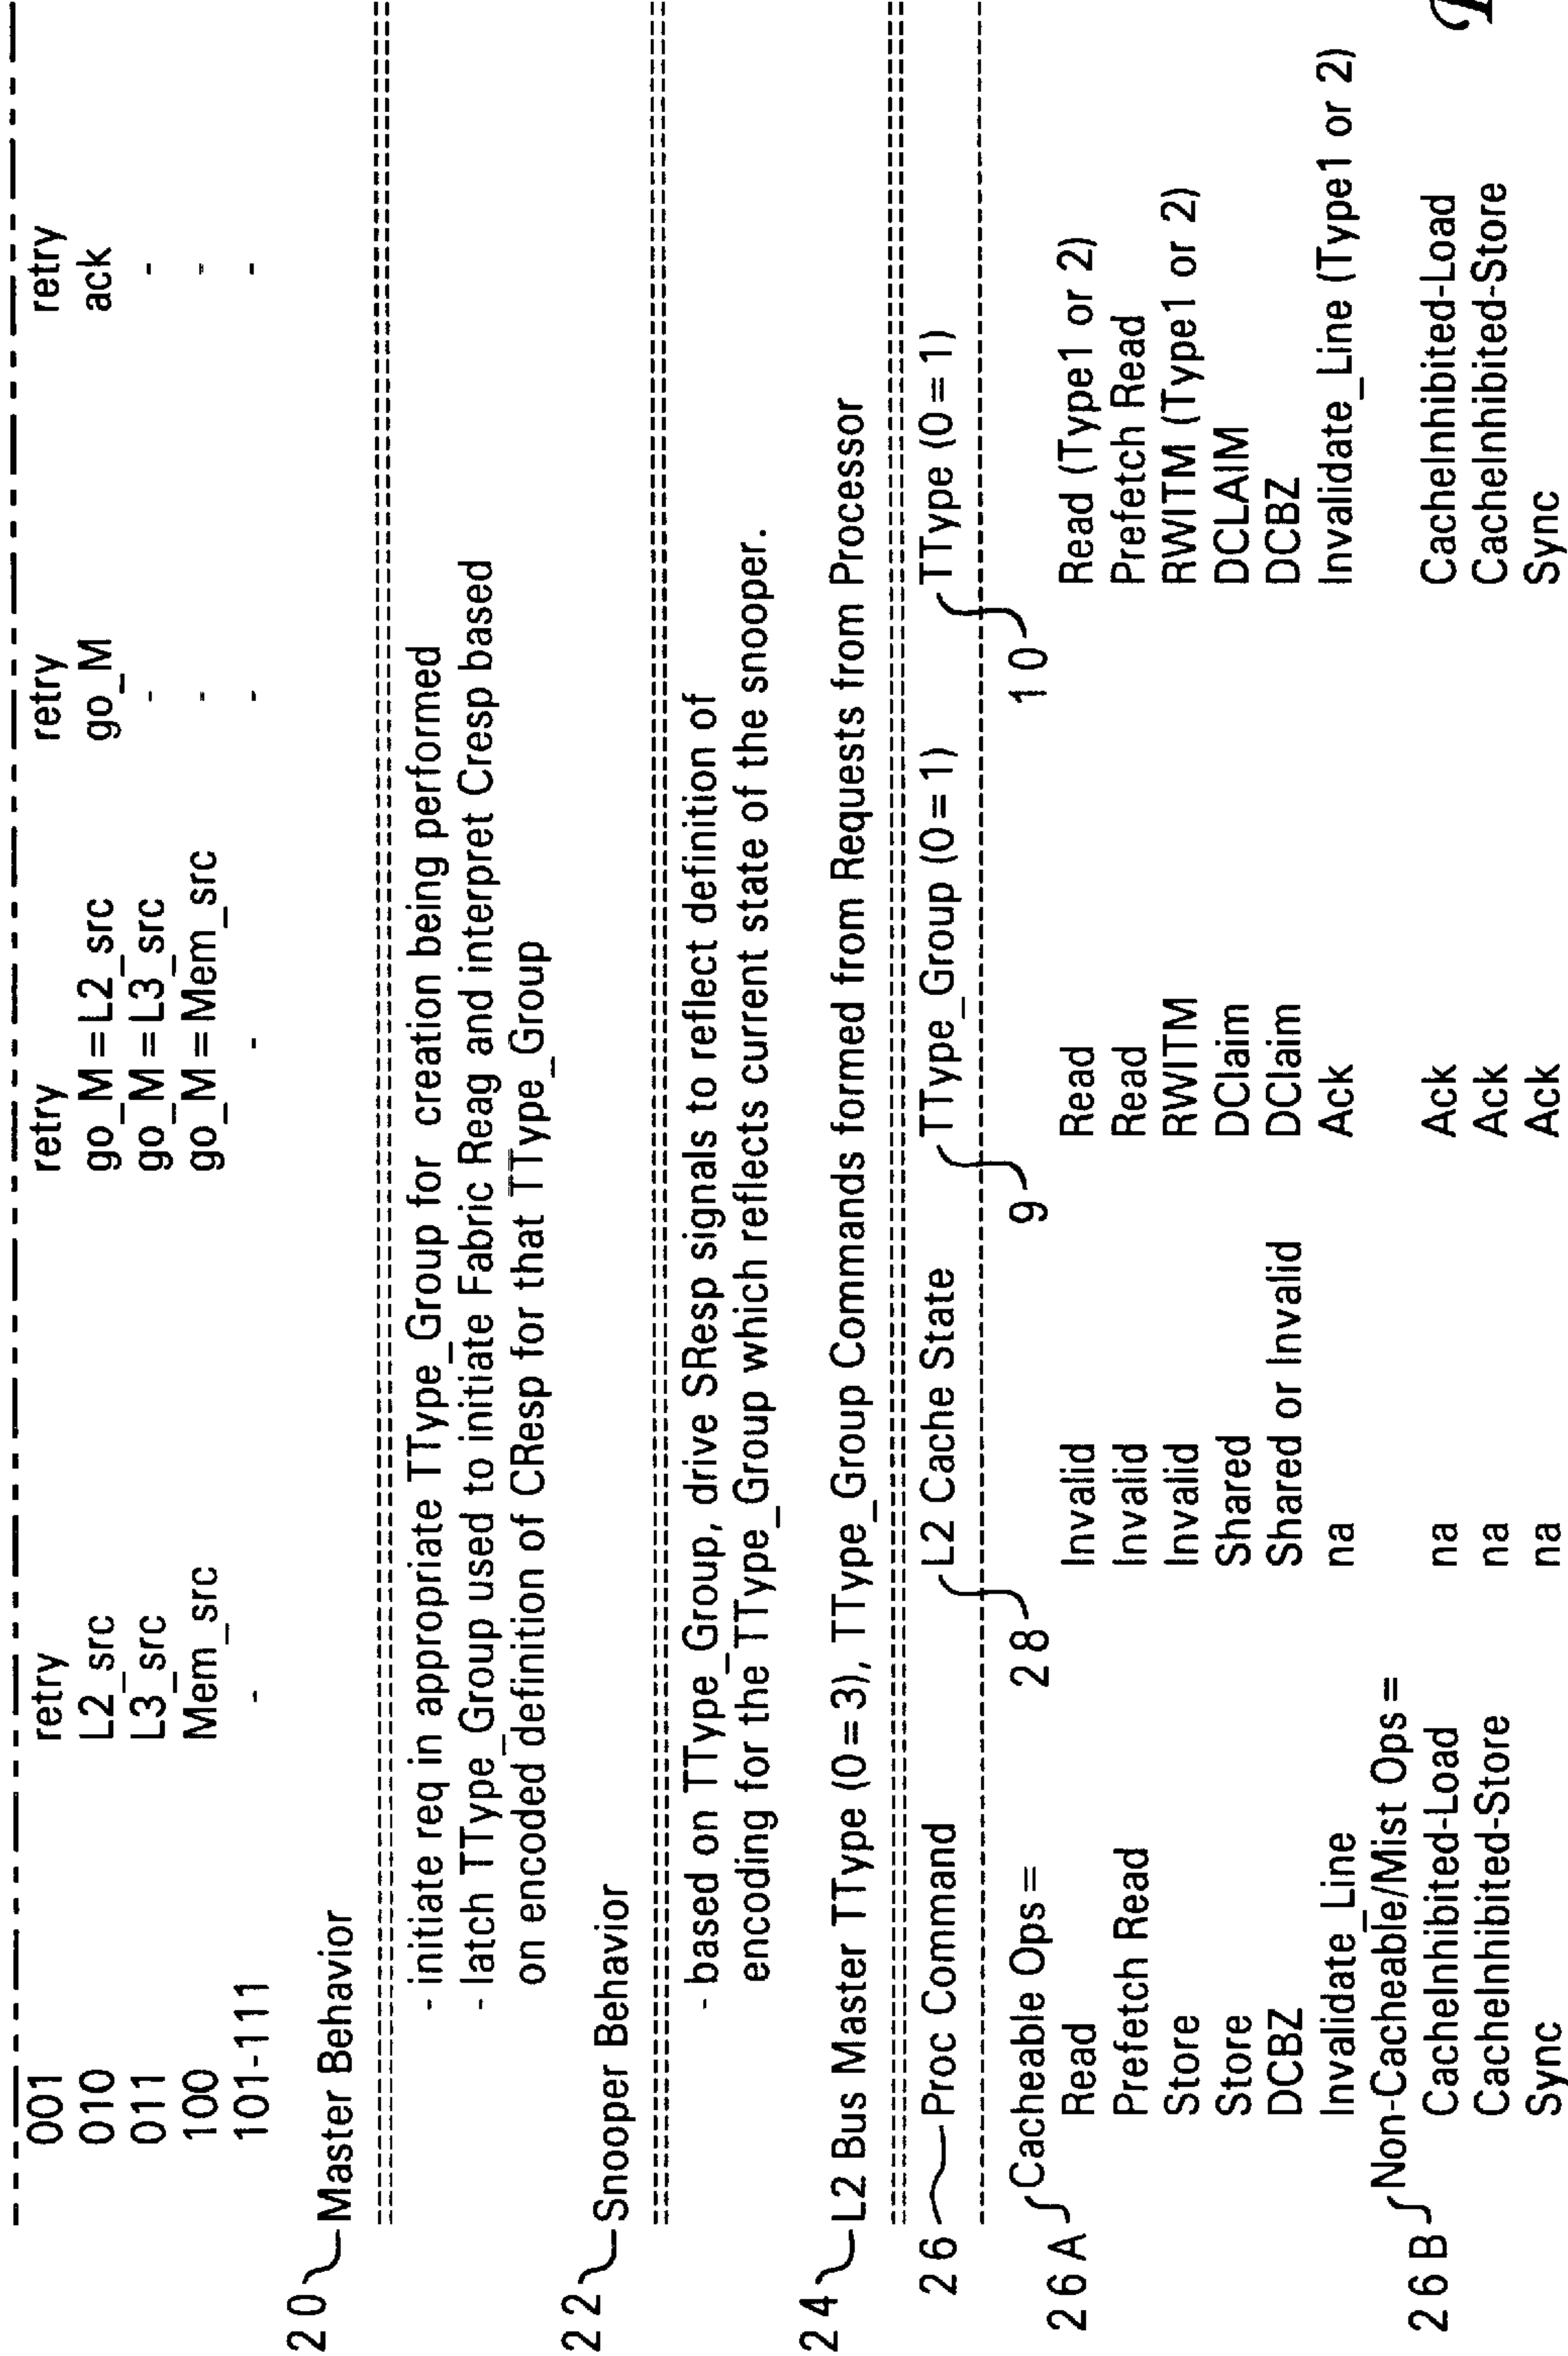 001 retry retry retry retry
010 L2_src go_M=L2_src go_M ack
011 L3_src go_M=L3_src - -
100 Mem_src go_M=Mem_src - -
101-111 - - - -
20 Master Behavior
- initiate req in appropriate TType_Group for creation being performed
- latch TType_Group used to initiate Fabric Reag and interpret Cresp based
on encoded definition of CResp for that TType_Group
22 Snooper Behavior
- based on TType_Group, drive SResp signals to reflect definition of
encoding for the TType_Group which reflects current state of the snooper.
24 L2 Bus Master TType (0=3), TType_Group Commands formed from Requests from Processor
26 Proc Command 28 L2 Cache State 9 TType_Group (0=1) 10 TType (0=1)
26A Cacheable Ops=
Read Invalid Read Read (Type1 or 2)
Prefetch Read Invalid Read Prefetch Read
Store Invalid RWITM RWITM (Type1 or 2)
Store Shared DClaim DCLAIM
DCBZ Shared or Invalid DClaim DCBZ
Invalidate_Line na Ack Invalidate_Line (Type1 or 2)
26B Non-Cacheable/Mist Ops=
CacheInhibited-Load na Ack CacheInhibited-Load
CacheInhibited-Store na Ack CacheInhibited-Store
Sync na Ack Sync